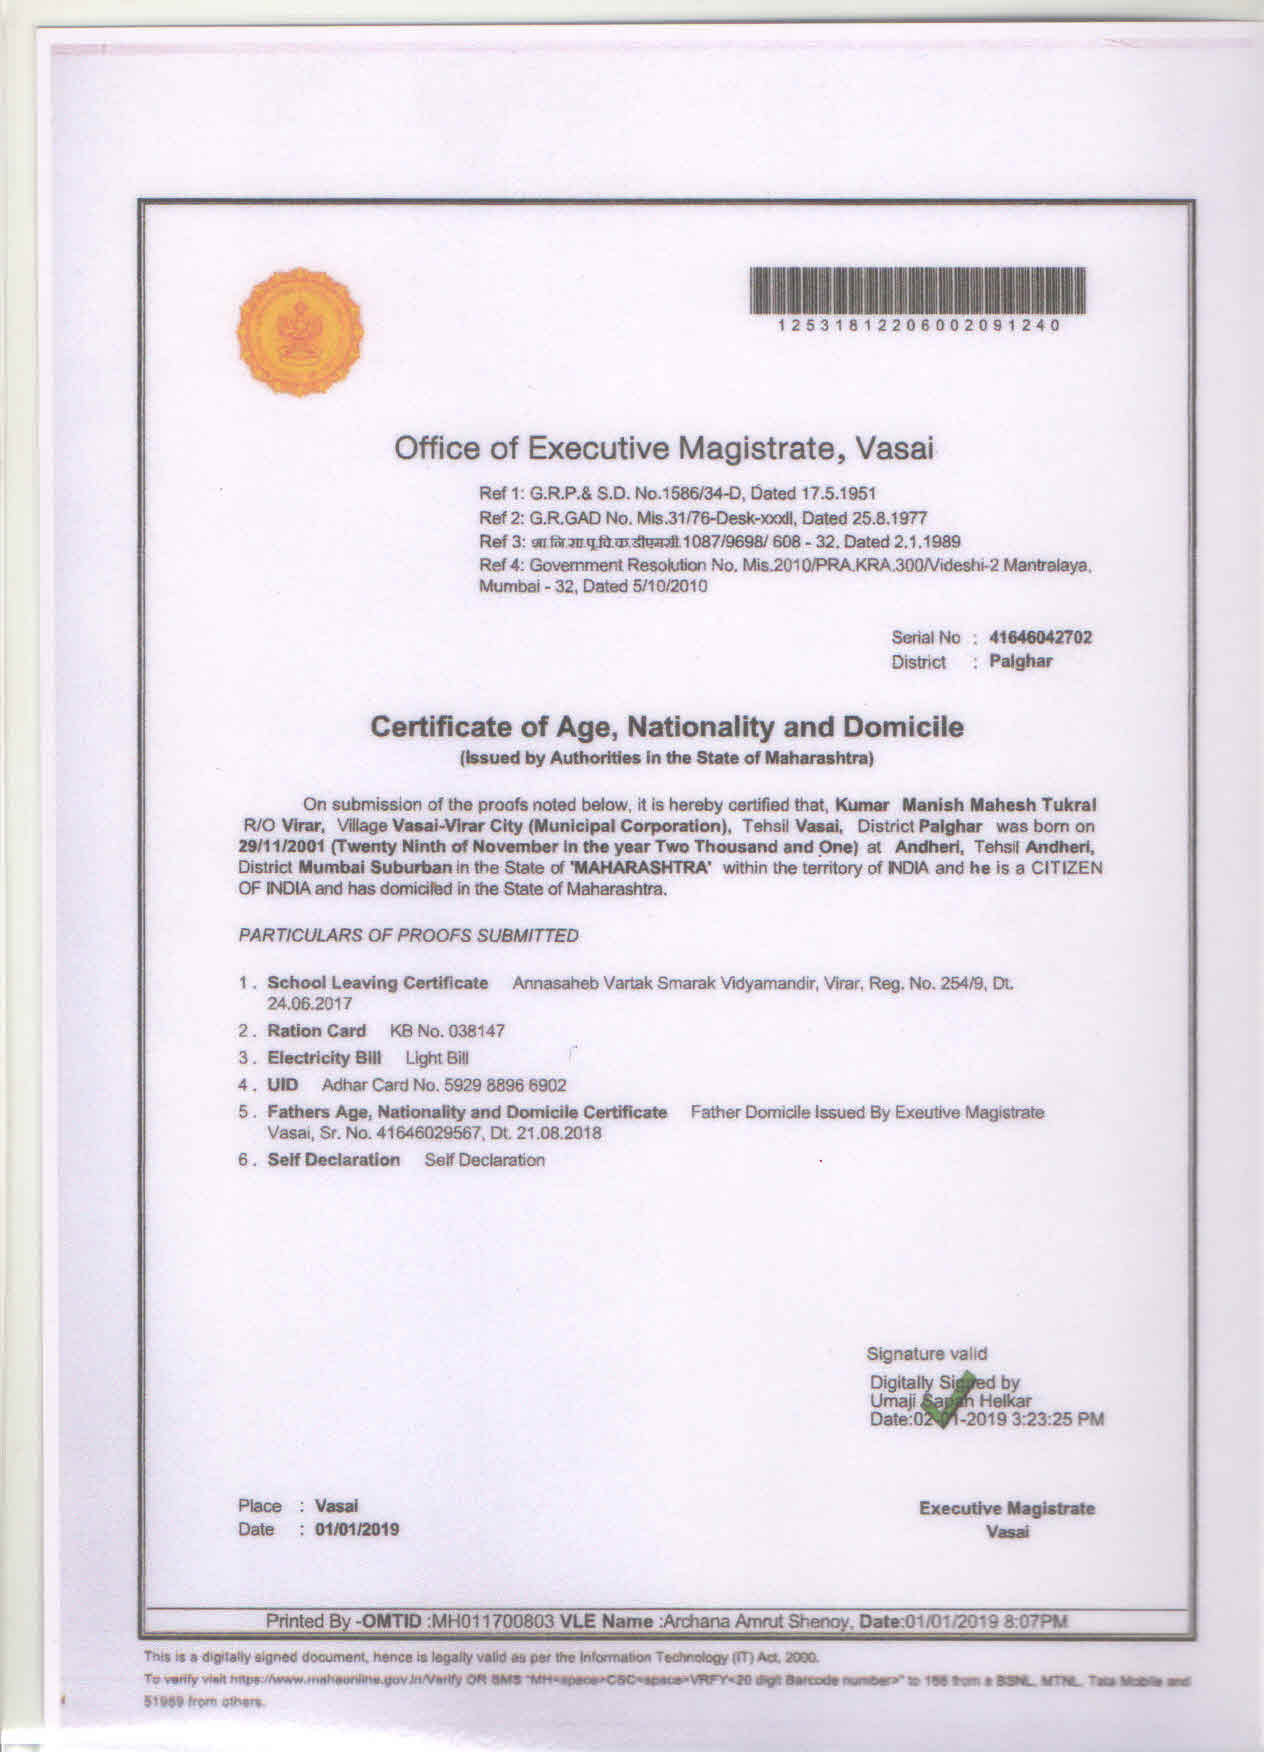 12531812206002091240
Office of Executive Magistrate, Vasai
Ref 1: G.R.P.& S.D. No.1586/34-D, Dated 17.5.1951
Ref 2: G.R.GAD No. Mis.31/76-Desk-xxxII, Dated 25.8.1977
Ref 3: 1087/9698/ 608 - 32. Dated 2.1.1989
Ref 4: Government Resolution No. Mis.2010/PRA.KRA.300/Videshi-2 Mantralaya,
Mumbai - 32, Dated 5/10/2010
Serial No : 41646042702
District : Palghar
Certificate of Age, Nationality and Domicile
(Issued by Authorities in the State of Maharashtra)
On submission of the proofs noted below, it is hereby certified that, Kumar Manish Mahesh Tukral
R/O Virar, Village Vasai-Virar City (Municipal Corporation), Tehsil Vasai, District Palghar was born on
29/11/2001 (Twenty Ninth of November in the year Two Thousand and One) at Andheri, Tehsil Andheri,
District Mumbai Suburban in the State of 'MAHARASHTRA' within the territory of INDIA and he is a CITIZEN
OF INDIA and has domiciled in the State of Maharashtra.
PARTICULARS OF PROOFS SUBMITTED
1 . School Leaving Certificate Annasaheb Vartak Smarak Vidyamandir, Virar, Reg. No. 254/9, Dt.
24.06.2017
2 . Ration Card KB No. 038147
3 . Electricity Bill Light Bill
4 . UID Adhar Card No. 5929 8896 6902
5 . Fathers Age, Nationality and Domicile Certificate Father Domicile Issued By Exeutive Magistrate
Vasai, Sr. No. 41646029567, Dt. 21.08.2018
6 . Self Declaration Self Declaration
Signature valid
Digitally Signed by
Umaji Helkar
Date:02-01-2019 3:23:25 PM
Place : Vasai
Date : 01/01/2019
Executive Magistrate
Vasai
Printed By -OMTID :MH011700803 VLE Name :Archana Amrut Shenoy, Date:01/01/2019 8:07PM
This is a digitally signed document, hence is legally valid as per the Information Technology (IT) Act, 2000.
To verify visit https://www.mahaonline.gov.in/Verify OR SMS "MH<space>CSC<space>VRFY<20 digit Barcode number>" to 166 from a BSNL, MTNL, Tata Mobile and
51969 from others.